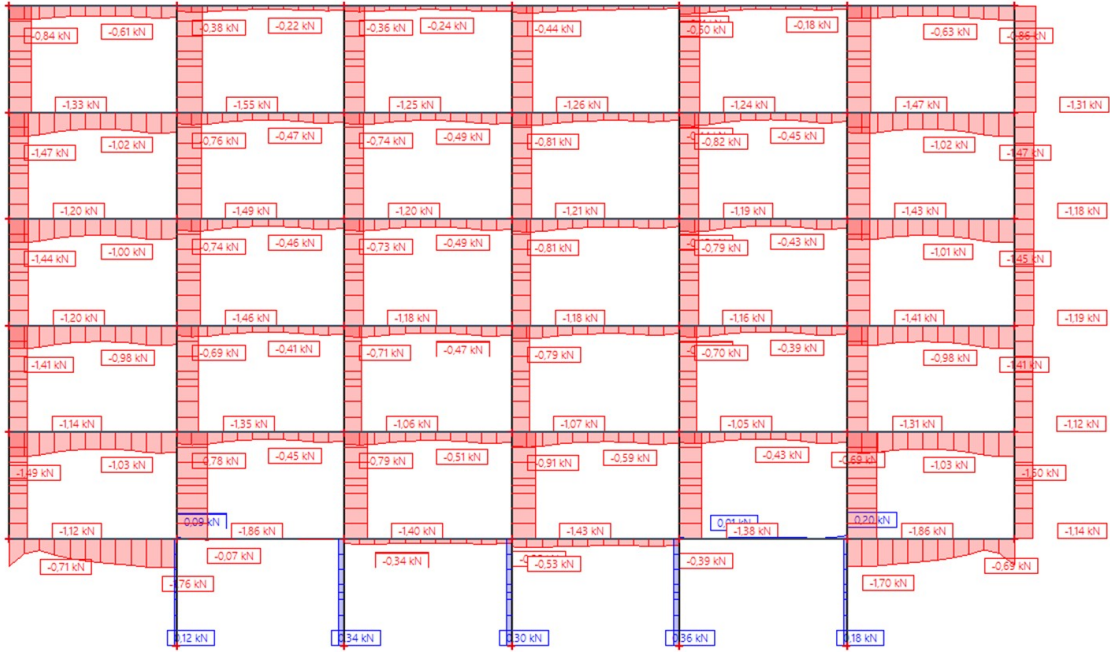 -0,84 kN -0,61 kN -0,38 kN -0,22 kN -0,36 kN -0,24 kN -0,44 kN -0,50 kN -0,18 kN -0,63 kN -0,86 kN
-1,33 kN -1,55 kN -1,25 kN -1,26 kN -1,24 kN -1,47 kN -1,31 kN
-1,47 kN -1,02 kN -0,76 kN -0,47 kN -0,74 kN -0,49 kN -0,81 kN -0,82 kN -0,45 kN -1,02 kN -1,47 kN
-1,20 kN -1,49 kN -1,20 kN -1,21 kN -1,19 kN -1,43 kN -1,18 kN
-1,44 kN -1,00 kN -0,74 kN -0,46 kN -0,73 kN -0,49 kN -0,81 kN -0,79 kN -0,43 kN -1,01 kN -1,45 kN
-1,20 kN -1,46 kN -1,18 kN -1,18 kN -1,16 kN -1,41 kN -1,19 kN
-1,41 kN -0,98 kN -0,69 kN -0,41 kN -0,71 kN -0,47 kN -0,79 kN -0,70 kN -0,39 kN -0,98 kN -1,41 kN
-1,14 kN -1,35 kN -1,06 kN -1,07 kN -1,05 kN -1,31 kN -1,12 kN
-1,49 kN -1,03 kN -0,78 kN -0,45 kN -0,79 kN -0,51 kN -0,91 kN -0,59 kN -0,43 kN -0,69 kN -1,03 kN -1,50 kN
0,09 kN 0,01 kN 0,20 kN
-1,12 kN -1,86 kN -1,40 kN -1,43 kN -1,38 kN -1,86 kN -1,14 kN
-0,71 kN -0,07 kN -0,34 kN -0,53 kN -0,39 kN -0,69 kN
-1,76 kN -1,70 kN
0,12 kN 0,34 kN 0,30 kN 0,36 kN 0,18 kN